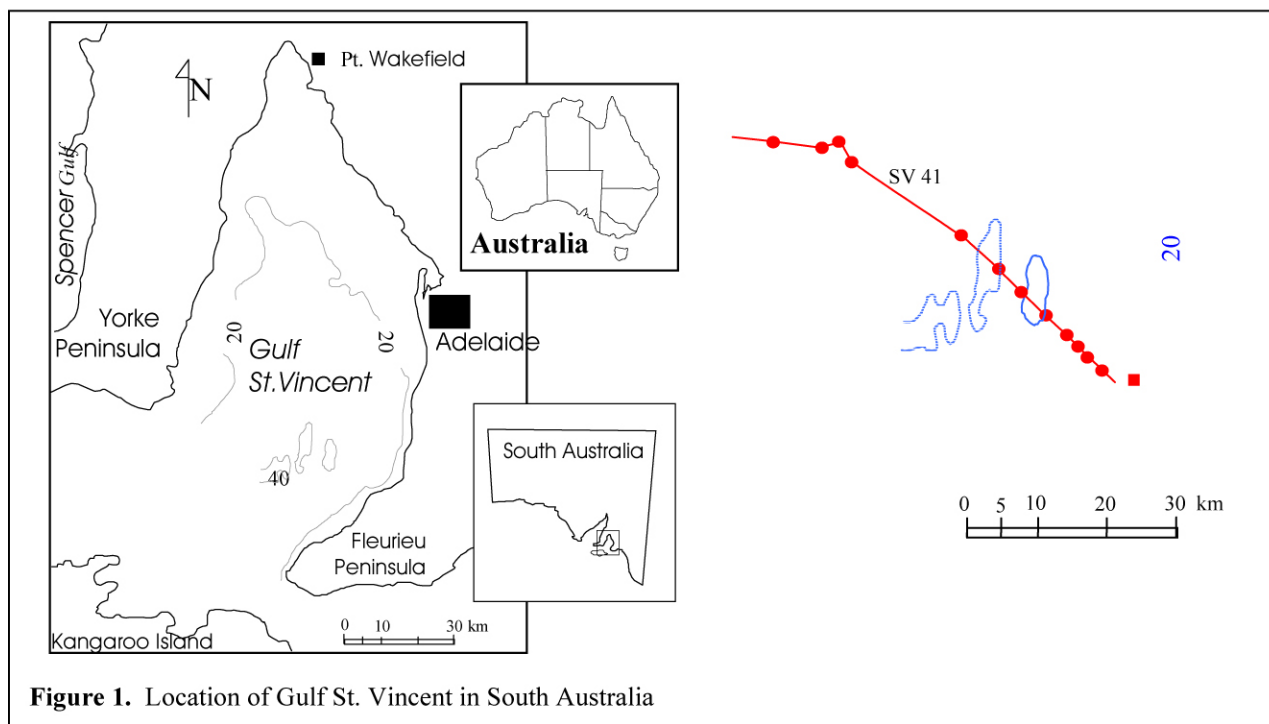 Pt. Wakefield
N
Spencer Gulf
Australia
SV 41
20
Yorke
Peninsula
20
Gulf
St.Vincent
20
Adelaide
40
South Australia
0 5 10 20 30 km
Fleurieu
Peninsula
0 10 30 km
Kangaroo Island
Figure 1. Location of Gulf St. Vincent in South Australia